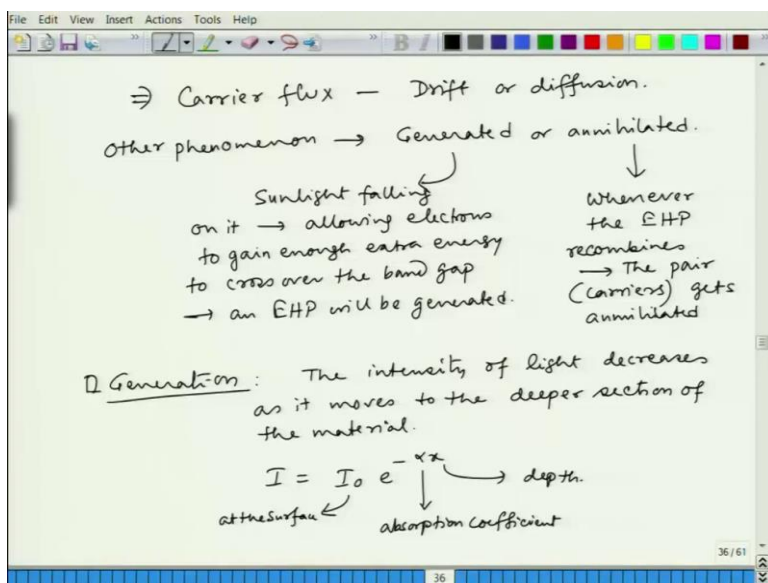 File Edit View Insert Actions Tools Help
⇒ Carrier flux — Drift or diffusion.
Other phenomenon → Generated or annihilated.
Sunlight falling
on it → allowing electrons
to gain enough extra energy
to cross over the band gap
→ an EHP will be generated.
Whenever
the EHP
recombines
→ The pair
(carriers) gets
annihilated
Generation : The intensity of light decreases
as it moves to the deeper section of
the material.
I = I₀ e^{-αx} → depth.
at the surface
absorption coefficient
36/61
36